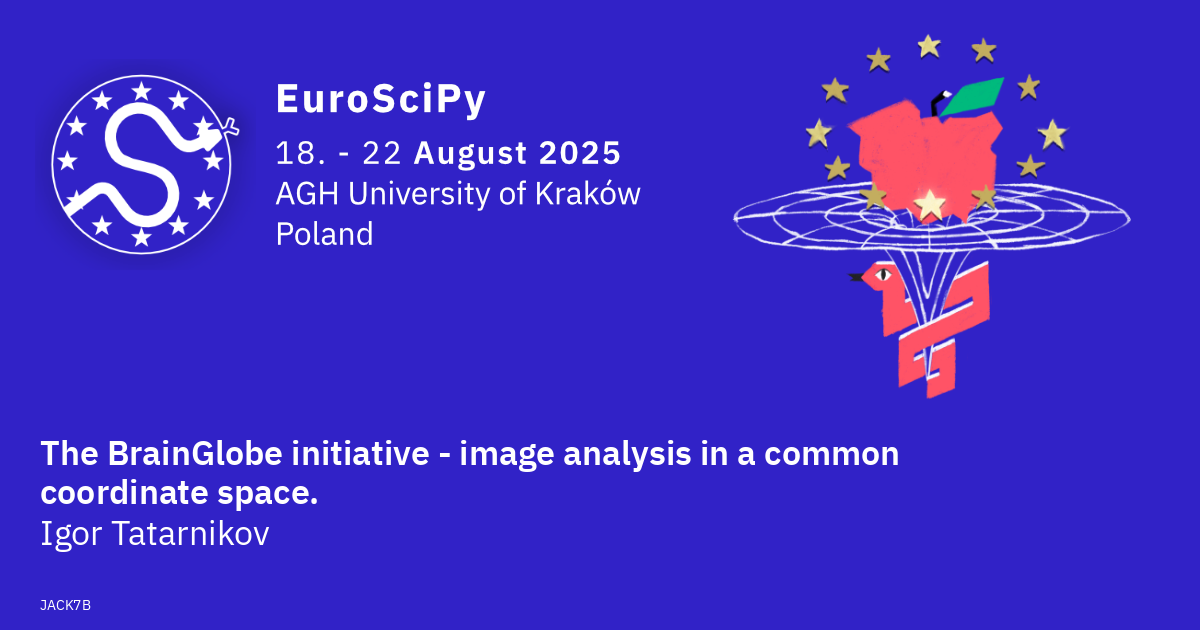 EuroSciPy
18. - 22 August 2025
AGH University of Kraków
Poland
The BrainGlobe initiative - image analysis in a common
coordinate space.
Igor Tatarnikov
JACK7B